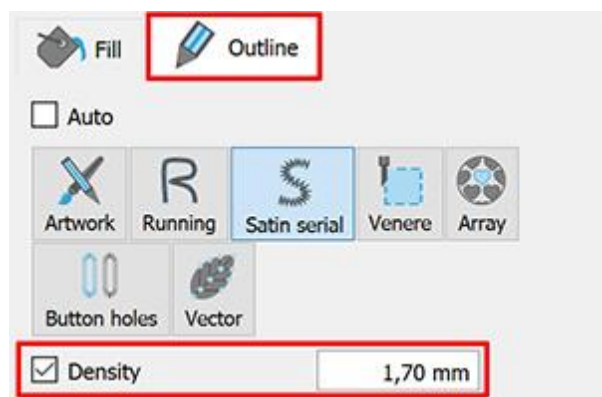 Fill Outline
Auto
Artwork Running Satin serial Venere Array
Button holes Vector
Density 1,70 mm